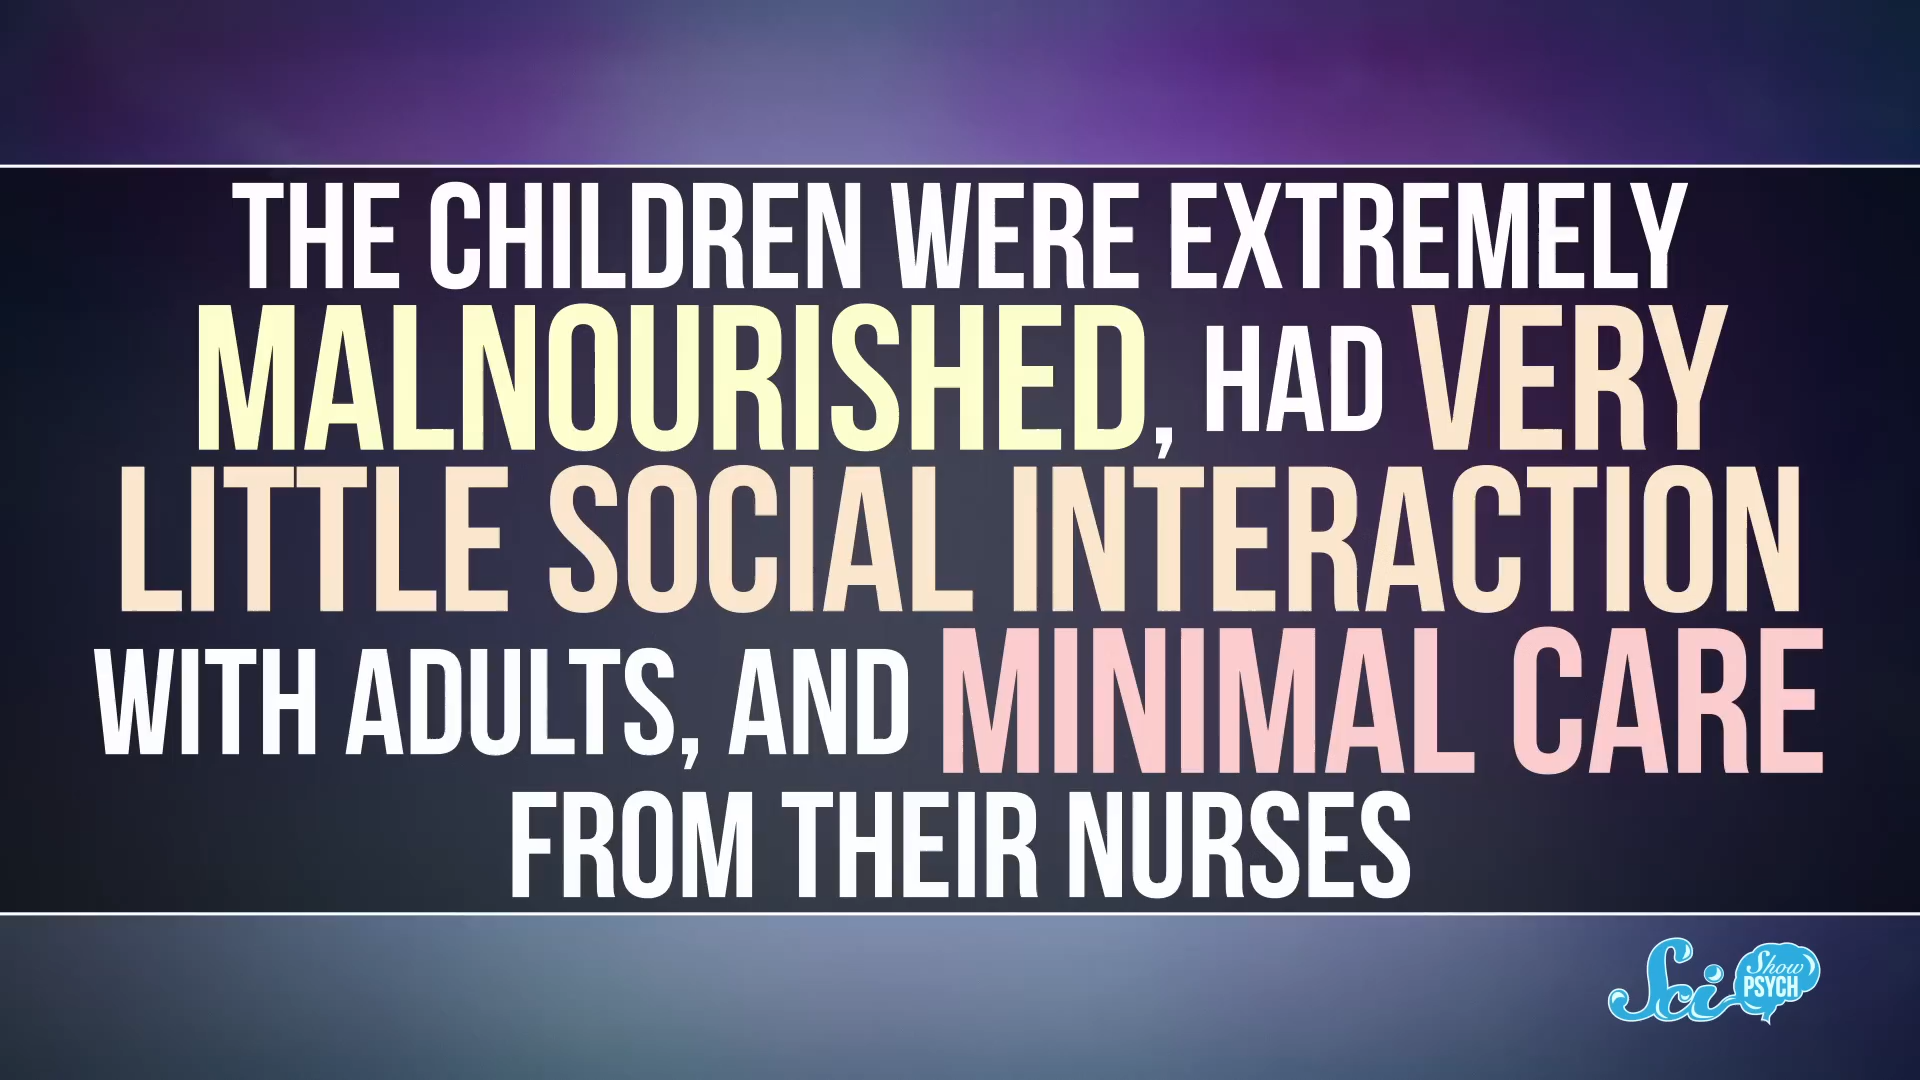 THE CHILDREN WERE EXTREMELY
MALNOURISHED, HAD VERY
LITTLE SOCIAL INTERACTION
WITH ADULTS, AND MINIMAL CARE
FROM THEIR NURSES
Sci Show
PSYCH